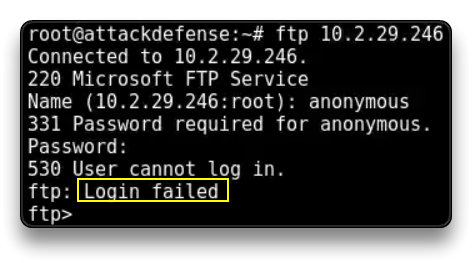 root@attackdefense:~# ftp 10.2.29.246
Connected to 10.2.29.246.
220 Microsoft FTP Service
Name (10.2.29.246:root): anonymous
331 Password required for anonymous.
Password:
530 User cannot log in.
ftp: Login failed
ftp>